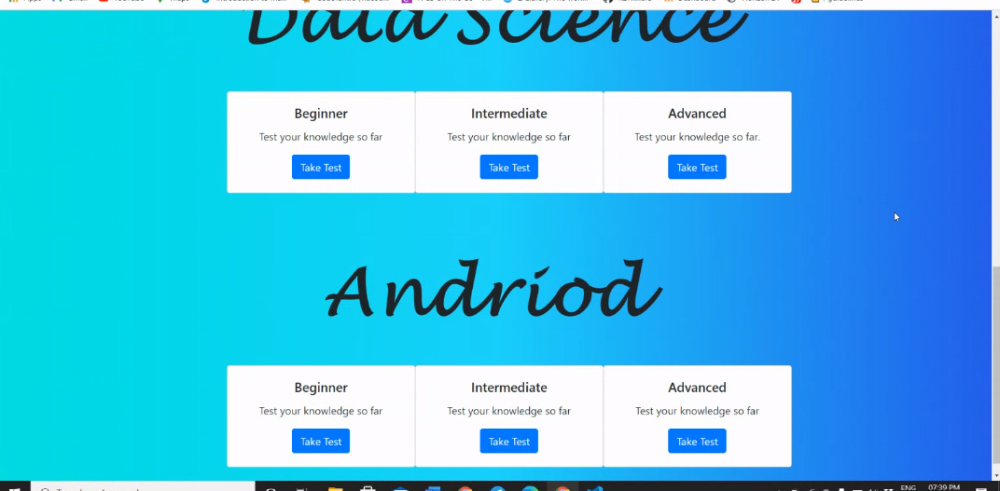 Data Science
Beginner
Test your knowledge so far
Take Test
Intermediate
Test your knowledge so far
Take Test
Advanced
Test your knowledge so far.
Take Test
Andriod
Beginner
Test your knowledge so far
Take Test
Intermediate
Test your knowledge so far
Take Test
Advanced
Test your knowledge so far
Take Test
ENG
07:39 PM